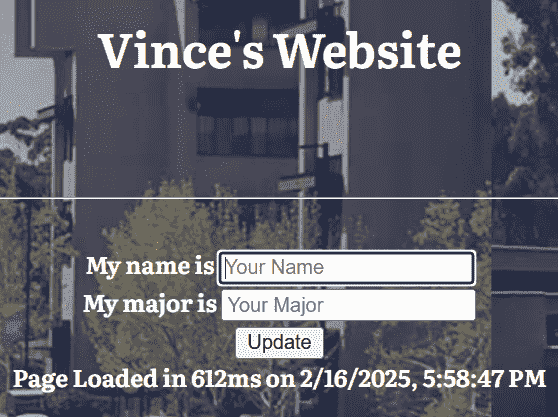 Vince's Website
My name is Your Name
My major is Your Major
Update
Page Loaded in 612ms on 2/16/2025, 5:58:47 PM